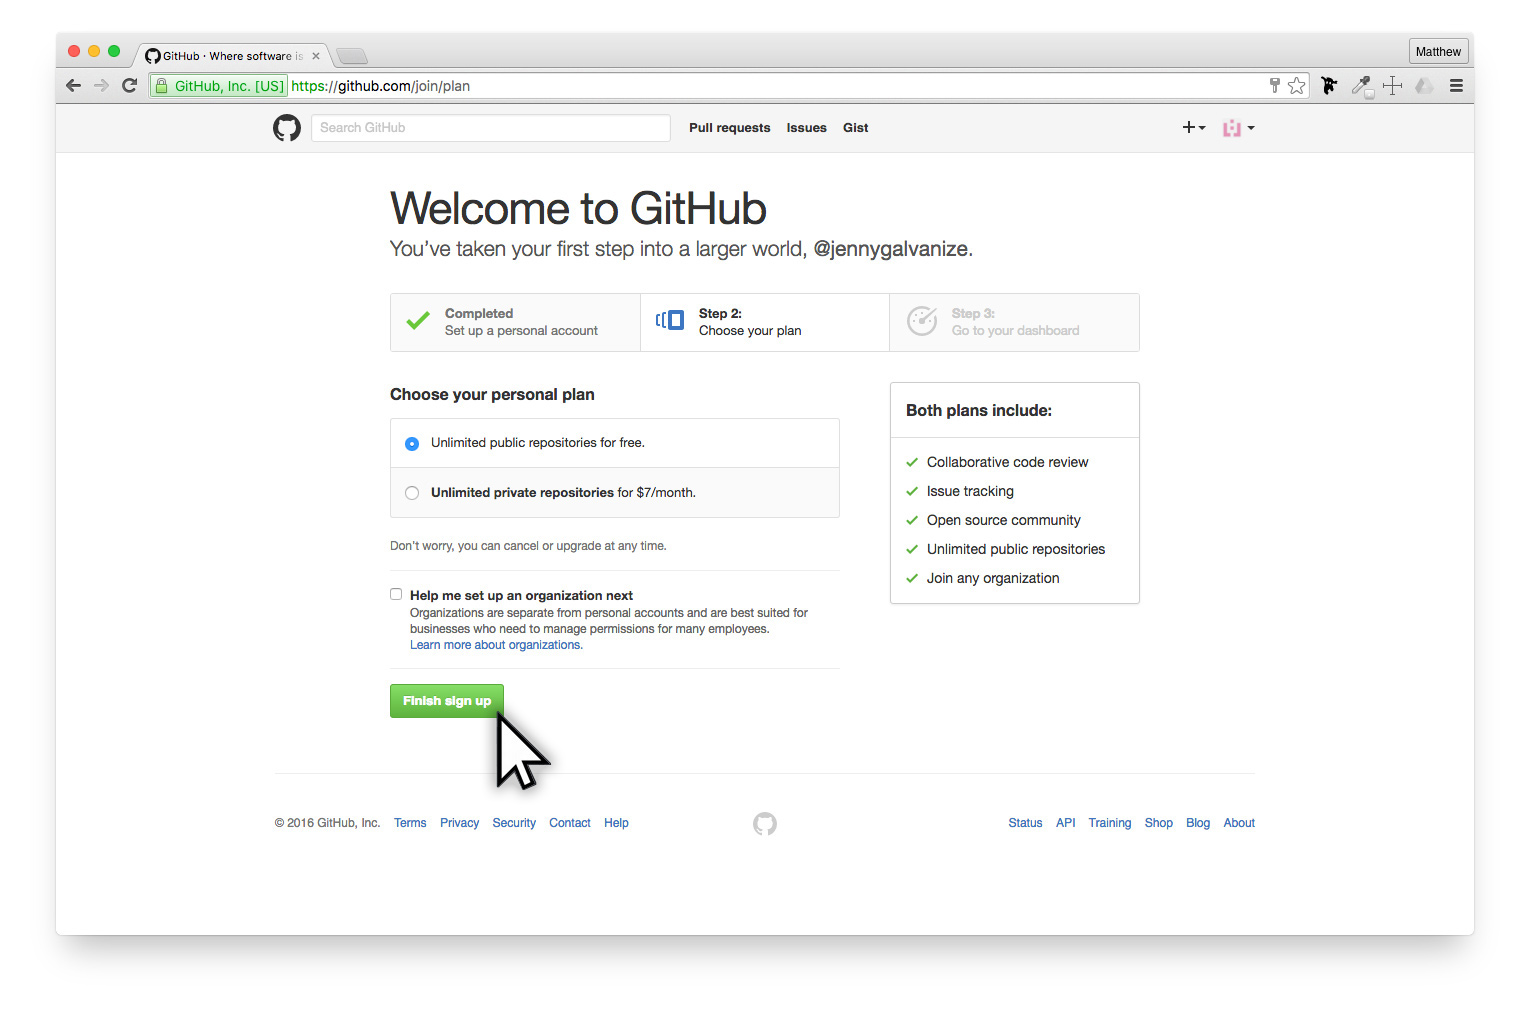 GitHub · Where software is
Matthew
GitHub, Inc. [US] https://github.com/join/plan
Search GitHub
Pull requests
Issues
Gist
Welcome to GitHub
You've taken your first step into a larger world, @jennygalvanize.
Completed
Set up a personal account
Step 2:
Choose your plan
Step 3:
Go to your dashboard
Choose your personal plan
Unlimited public repositories for free.
Unlimited private repositories for $7/month.
Don't worry, you can cancel or upgrade at any time.
Help me set up an organization next
Organizations are separate from personal accounts and are best suited for
businesses who need to manage permissions for many employees.
Learn more about organizations.
Finish sign up
Both plans include:
Collaborative code review
Issue tracking
Open source community
Unlimited public repositories
Join any organization
© 2016 GitHub, Inc. Terms Privacy Security Contact Help
Status API Training Shop Blog About